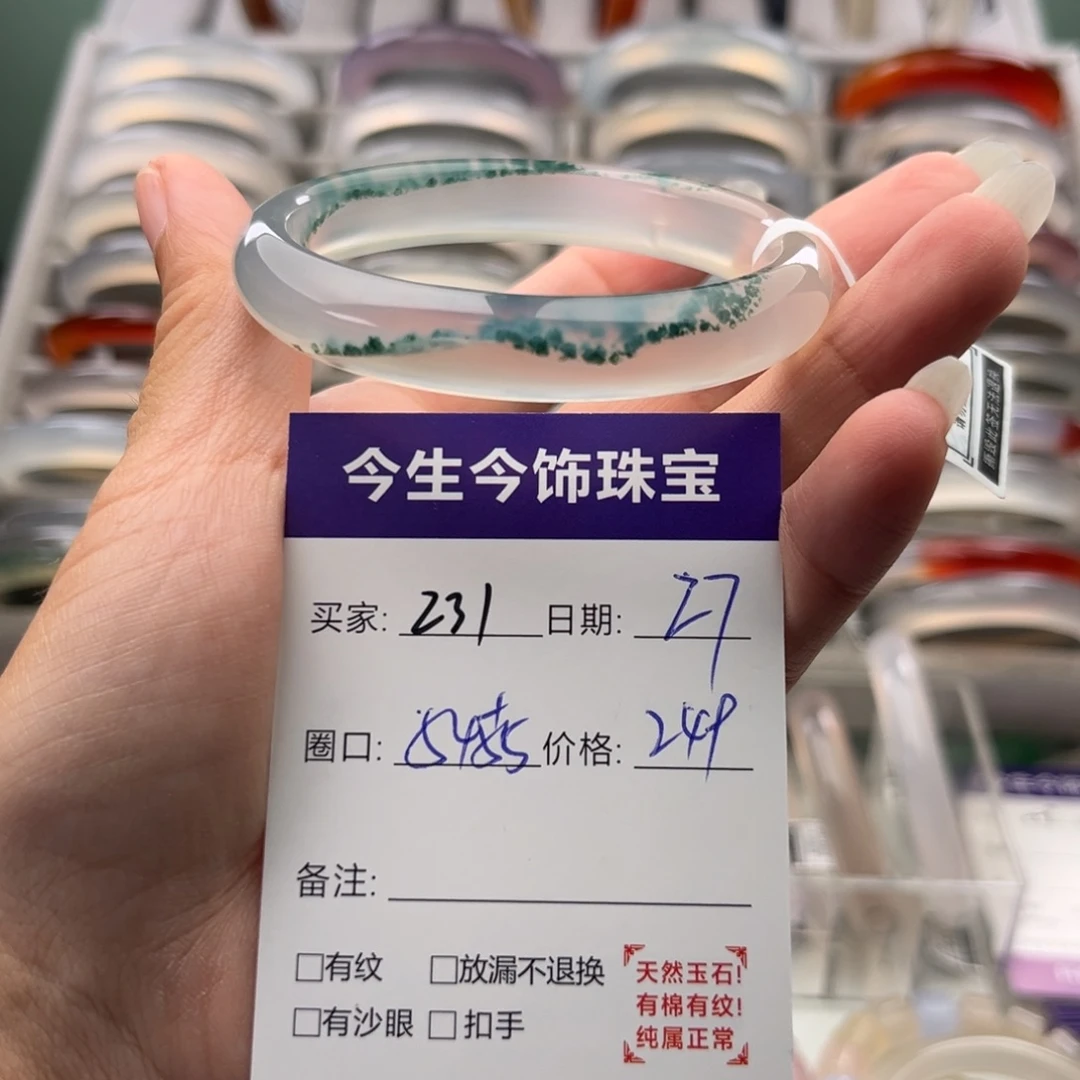 今生今饰珠宝
买家: 231 日期: 27
圈口: 价格: 249
备注:
□有纹 □放漏不退换
□有沙眼 □扣手
天然玉石!
有棉有纹!
纯属正常